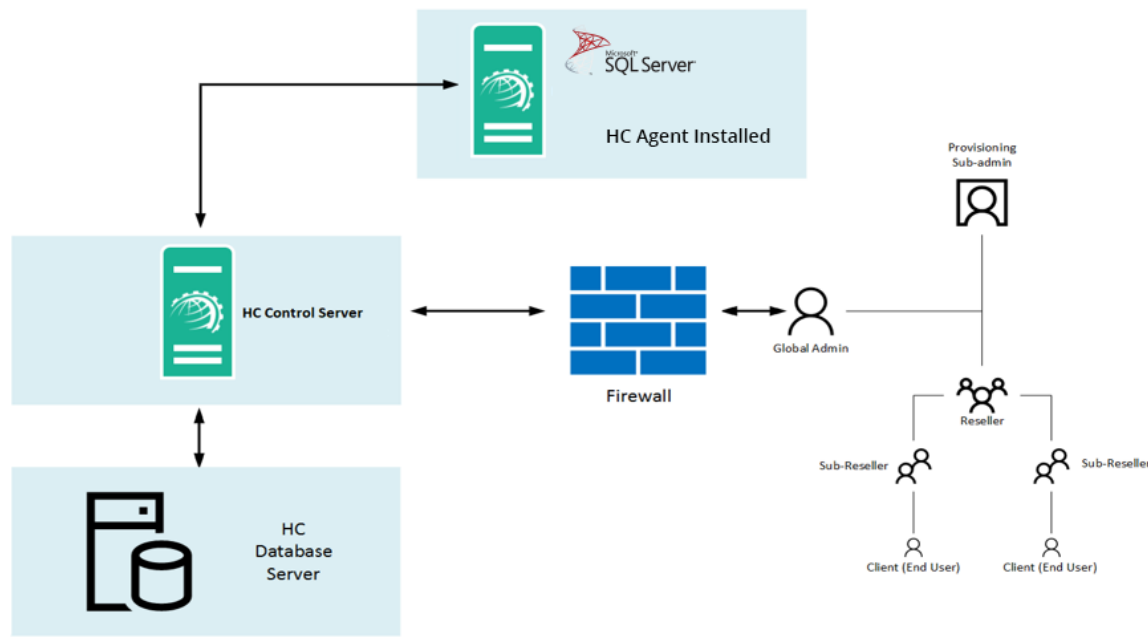 Microsoft
SQL Server
HC Agent Installed
Provisioning
Sub-admin
HC Control Server
Global Admin
Firewall
Reseller
Sub-Reseller
Sub-Reseller
HC
Database
Server
Client (End User)
Client (End User)